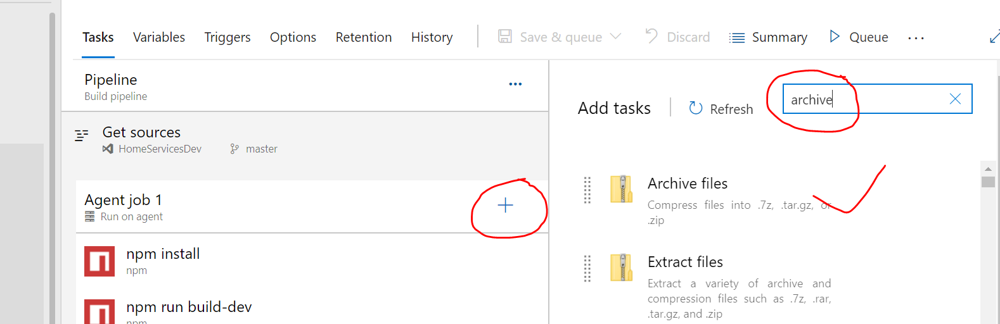 Tasks Variables Triggers Options Retention History Save & queue Discard Summary Queue ...
Pipeline
Build pipeline
Get sources
HomeServicesDev master
Agent job 1
Run on agent
npm install
npm
npm run build-dev
npm
Add tasks Refresh archive
Archive files
Compress files into .7z, .tar.gz, or
.zip
Extract files
Extract a variety of archive and
compression files such as .7z, .rar,
.tar.gz, and .zip